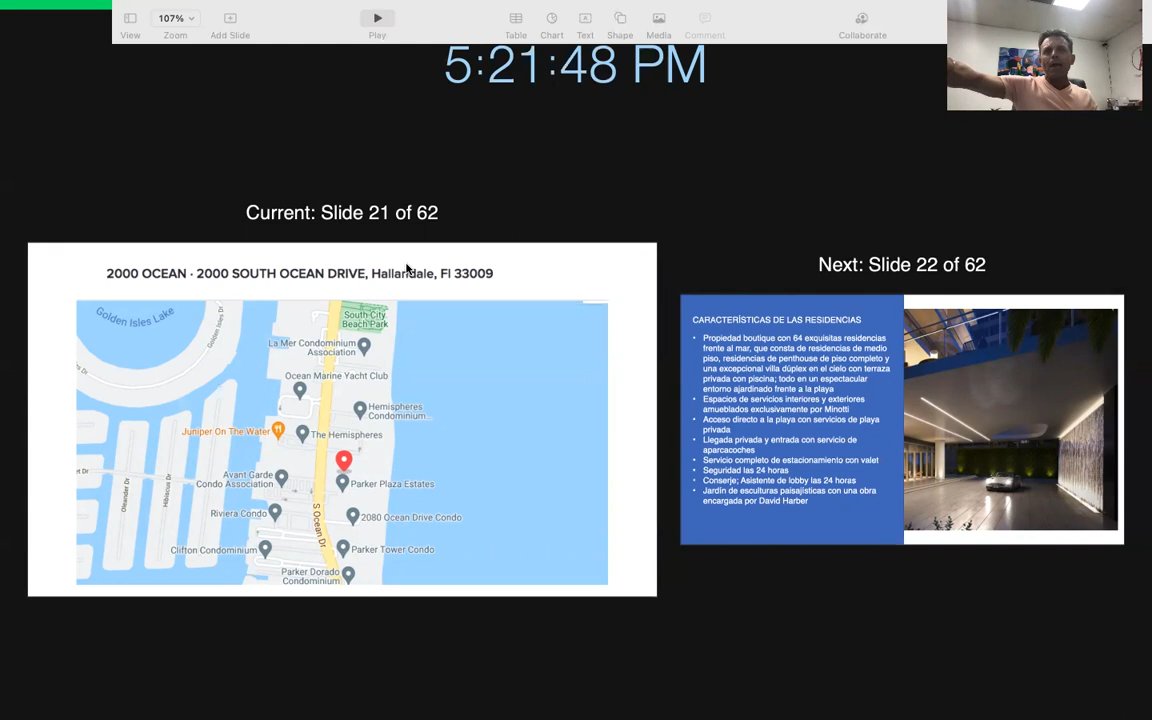 107%
View
Zoom
Add Slide
Play
Table
Chart
Text
Shape
Media
Comment
Collaborate
5:21:48 PM
Current: Slide 21 of 62
2000 OCEAN · 2000 SOUTH OCEAN DRIVE, Hallandale, Fl 33009
Golden Isles Lake
Golden Isles Dr
South City
Beach Park
La Mer Condominium
Association
Ocean Marine Yacht Club
Hemispheres
Condominium...
Juniper On The Water
The Hemispheres
Avant Garde
Condo Association
Parker Plaza Estates
Oleander Dr
Hibiscus Dr
Riviera Condo
S Ocean Dr
2080 Ocean Drive Condo
Clifton Condominium
Parker Tower Condo
Parker Dorado
Condominium
Next: Slide 22 of 62
CARACTERÍSTICAS DE LAS RESIDENCIAS
• Propiedad boutique con 64 exquisitas residencias
frente al mar, que consta de residencias de medio
piso, residencias de penthouse de piso completo y
una excepcional villa dúplex en el cielo con terraza
privada con piscina; todo en un espectacular
entorno ajardinado frente a la playa
• Espacios de servicios interiores y exteriores
amueblados exclusivamente por Minotti
• Acceso directo a la playa con servicios de playa
privada
• Llegada privada y entrada con servicio de
aparcacoches
• Servicio completo de estacionamiento con valet
• Seguridad las 24 horas
• Conserje; Asistente de lobby las 24 horas
• Jardín de esculturas paisajísticas con una obra
encargada por David Harber